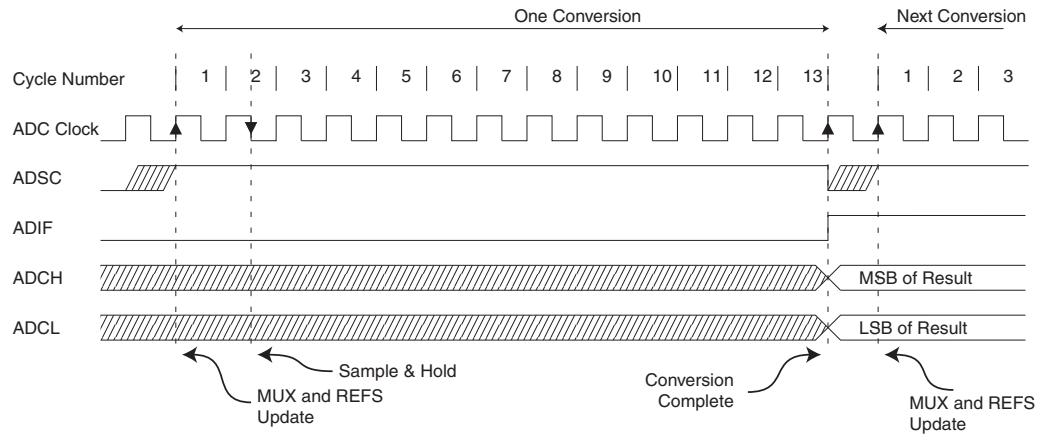 One Conversion
Next Conversion
Cycle Number 1 2 3 4 5 6 7 8 9 10 11 12 13 1 2 3
ADC Clock
ADSC
ADIF
ADCH MSB of Result
ADCL LSB of Result
Sample & Hold
MUX and REFS
Update
Conversion
Complete
MUX and REFS
Update